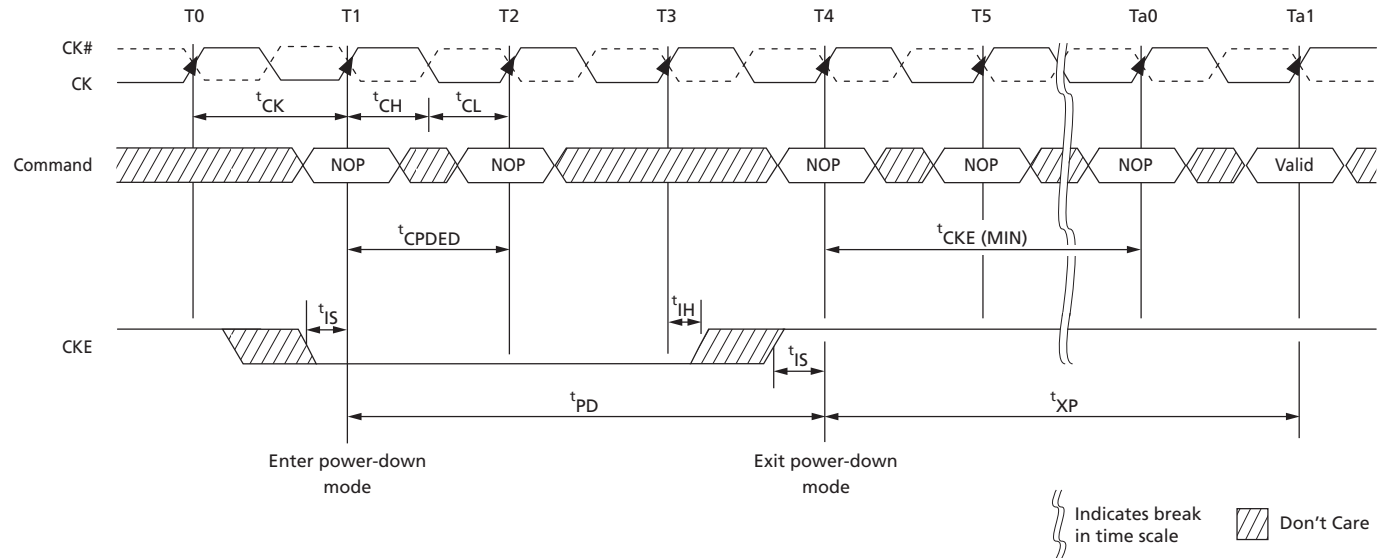 T0 T1 T2 T3 T4 T5 Ta0 Ta1
CK#
CK
tCK tCH tCL
Command NOP NOP NOP NOP NOP Valid
tCPDED tCKE (MIN)
tIS tIH
CKE
tIS
tPD tXP
Enter power-down
mode
Exit power-down
mode
Indicates break
in time scale
Don't Care